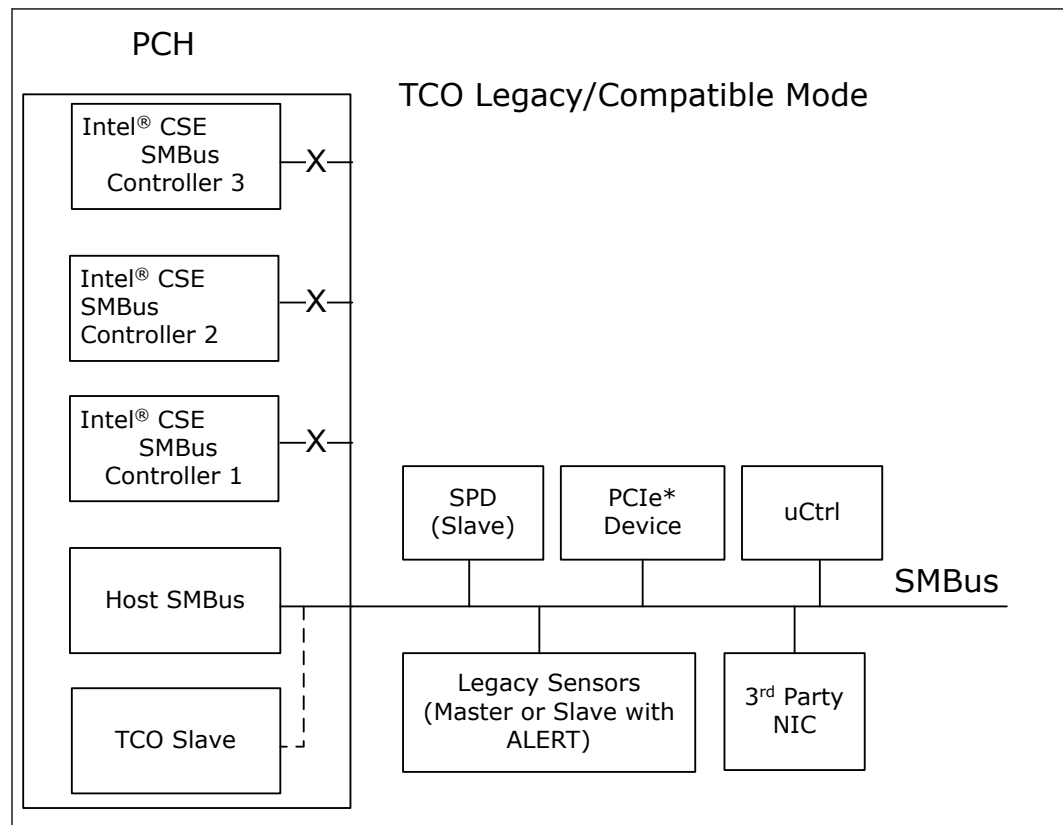 PCH
TCO Legacy/Compatible Mode
Intel® CSE
SMBus
Controller 3
X
Intel® CSE
SMBus
Controller 2
X
Intel® CSE
SMBus
Controller 1
X
SPD
(Slave)
PCIe*
Device
uCtrl
SMBus
Host SMBus
Legacy Sensors
(Master or Slave with
ALERT)
3rd Party
NIC
TCO Slave